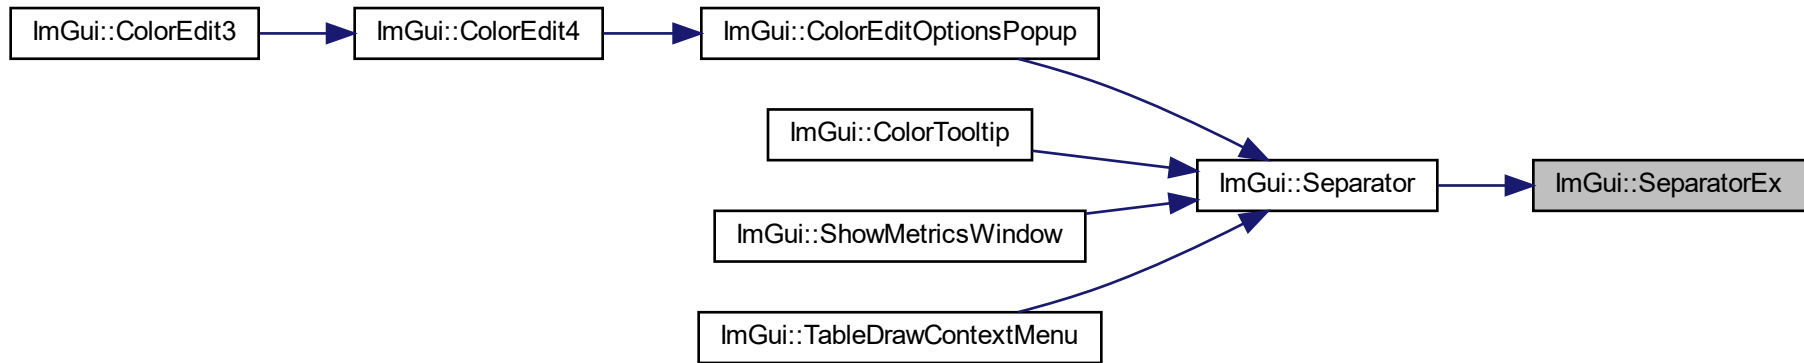 ImGui::ColorEdit3
ImGui::ColorEdit4
ImGui::ColorEditOptionsPopup
ImGui::ColorTooltip
ImGui::Separator
ImGui::SeparatorEx
ImGui::ShowMetricsWindow
ImGui::TableDrawContextMenu